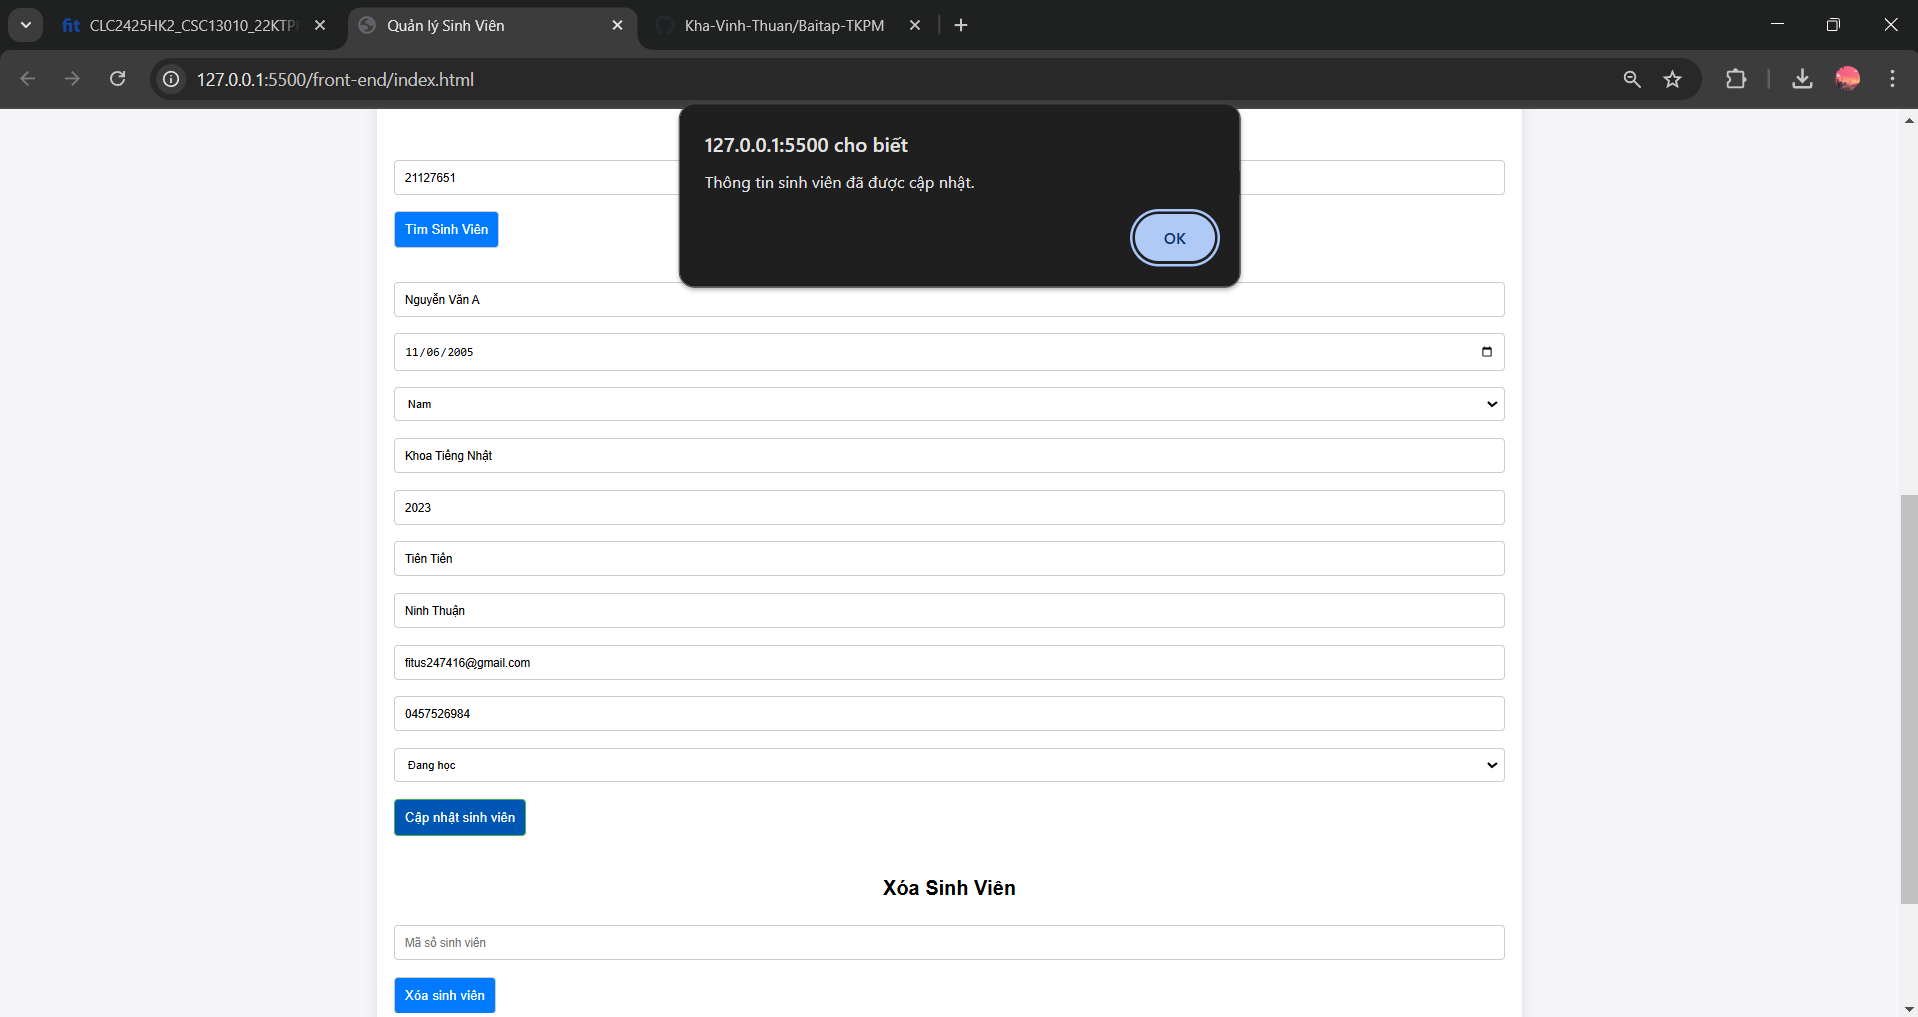 fit CLC2425HK2_CSC13010_22KTP
Quản lý Sinh Viên
Kha-Vinh-Thuan/Baitap-TKPM
127.0.0.1:5500/front-end/index.html
127.0.0.1:5500 cho biết
Thông tin sinh viên đã được cập nhật.
OK
21127651
Tìm Sinh Viên
Nguyễn Văn A
11/06/2005
Nam
Khoa Tiếng Nhật
2023
Tiên Tiến
Ninh Thuận
fitus247416@gmail.com
0457526984
Đang học
Cập nhật sinh viên
Xóa Sinh Viên
Mã số sinh viên
Xóa sinh viên